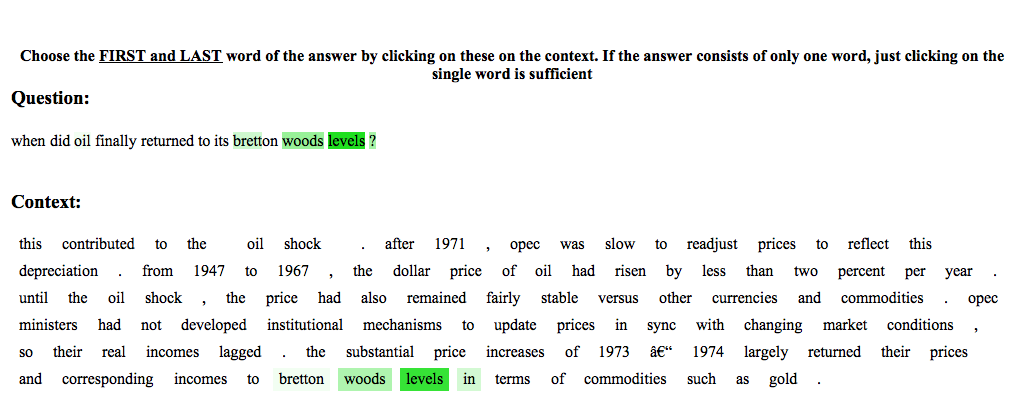 Choose the FIRST and LAST word of the answer by clicking on these on the context. If the answer consists of only one word, just clicking on the
single word is sufficient
Question:
when did oil finally returned to its bretton woods levels ?
Context:
this contributed to the oil shock . after 1971 , opec was slow to readjust prices to reflect this
depreciation . from 1947 to 1967 , the dollar price of oil had risen by less than two percent per year .
until the oil shock , the price had also remained fairly stable versus other currencies and commodities . opec
ministers had not developed institutional mechanisms to update prices in sync with changing market conditions ,
so their real incomes lagged . the substantial price increases of 1973 â€“ 1974 largely returned their prices
and corresponding incomes to bretton woods levels in terms of commodities such as gold .